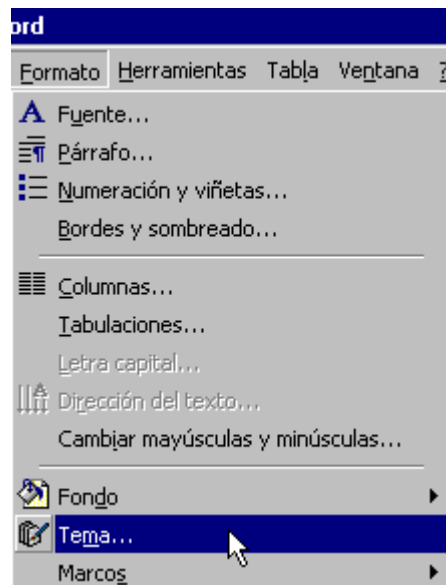 ord
Formato Herramientas Tabla Ventana ?
Fuente...
Párrafo...
Numeración y viñetas...
Bordes y sombreado...
Columnas...
Tabulaciones...
Letra capital...
Dirección del texto...
Cambiar mayúsculas y minúsculas...
Fondo
Tema...
Marcos